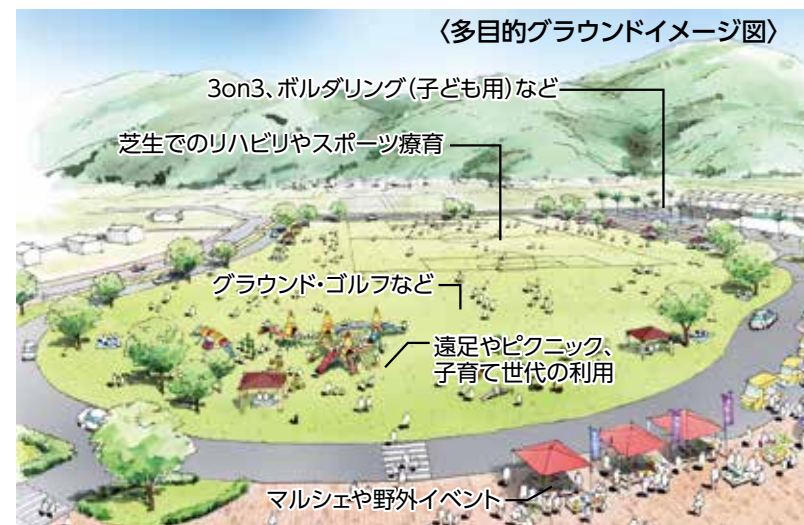 〈多目的グラウンドイメージ図〉
3on3、ボルダリング(子ども用)など
芝生でのリハビリやスポーツ療育
グラウンド・ゴルフなど
遠足やピクニック、
子育て世代の利用
マルシェや野外イベント